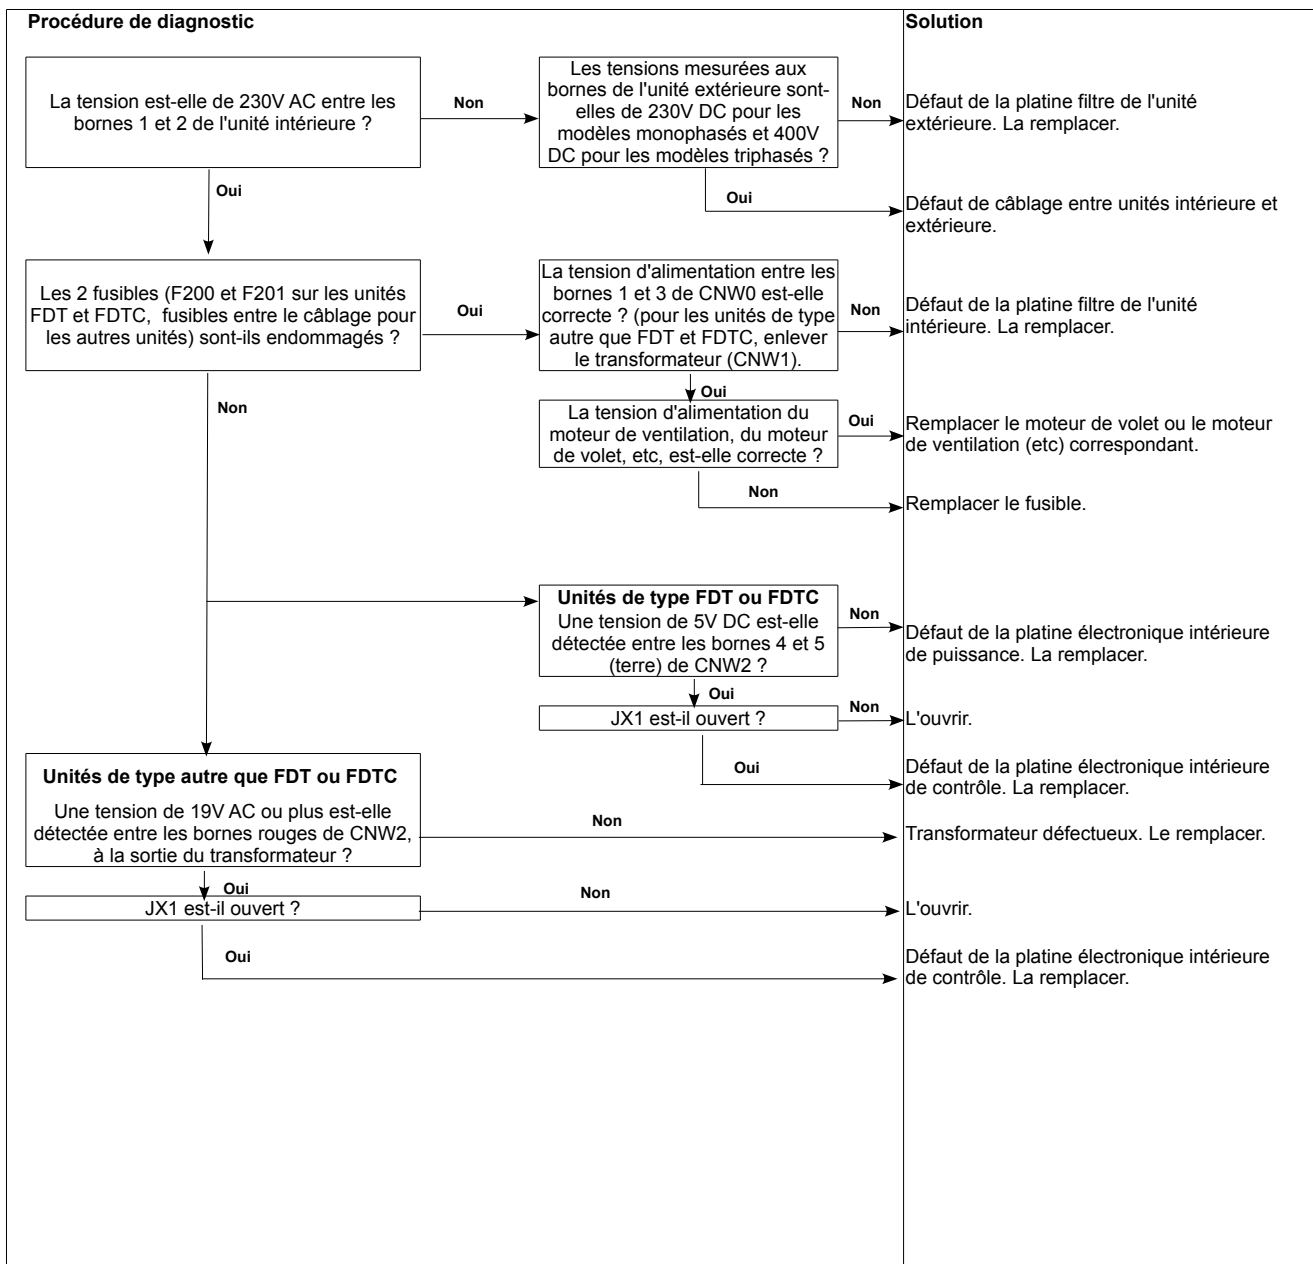 Procédure de diagnostic
Solution
La tension est-elle de 230V AC entre les
bornes 1 et 2 de l'unité intérieure ?
Non
Les tensions mesurées aux
bornes de l'unité extérieure sont-
elles de 230V DC pour les
modèles monophasés et 400V
DC pour les modèles triphasés ?
Non
Défaut de la platine filtre de l'unité
extérieure. La remplacer.
Oui
Oui
Défaut de câblage entre unités intérieure et
extérieure.
Les 2 fusibles (F200 et F201 sur les unités
FDT et FDTC, fusibles entre le câblage pour
les autres unités) sont-ils endommagés ?
Oui
La tension d'alimentation entre les
bornes 1 et 3 de CNW0 est-elle
correcte ? (pour les unités de type
autre que FDT et FDTC, enlever
le transformateur (CNW1).
Non
Défaut de la platine filtre de l'unité
intérieure. La remplacer.
Oui
Non
La tension d'alimentation du
moteur de ventilation, du moteur
de volet, etc, est-elle correcte ?
Oui
Remplacer le moteur de volet ou le moteur
de ventilation (etc) correspondant.
Non
Remplacer le fusible.
Unités de type FDT ou FDTC
Une tension de 5V DC est-elle
détectée entre les bornes 4 et 5
(terre) de CNW2 ?
Non
Défaut de la platine électronique intérieure
de puissance. La remplacer.
Oui
JX1 est-il ouvert ?
Non
L'ouvrir.
Oui
Défaut de la platine électronique intérieure
de contrôle. La remplacer.
Unités de type autre que FDT ou FDTC
Une tension de 19V AC ou plus est-elle
détectée entre les bornes rouges de CNW2,
à la sortie du transformateur ?
Non
Transformateur défectueux. Le remplacer.
Oui
JX1 est-il ouvert ?
Non
L'ouvrir.
Oui
Défaut de la platine électronique intérieure
de contrôle. La remplacer.